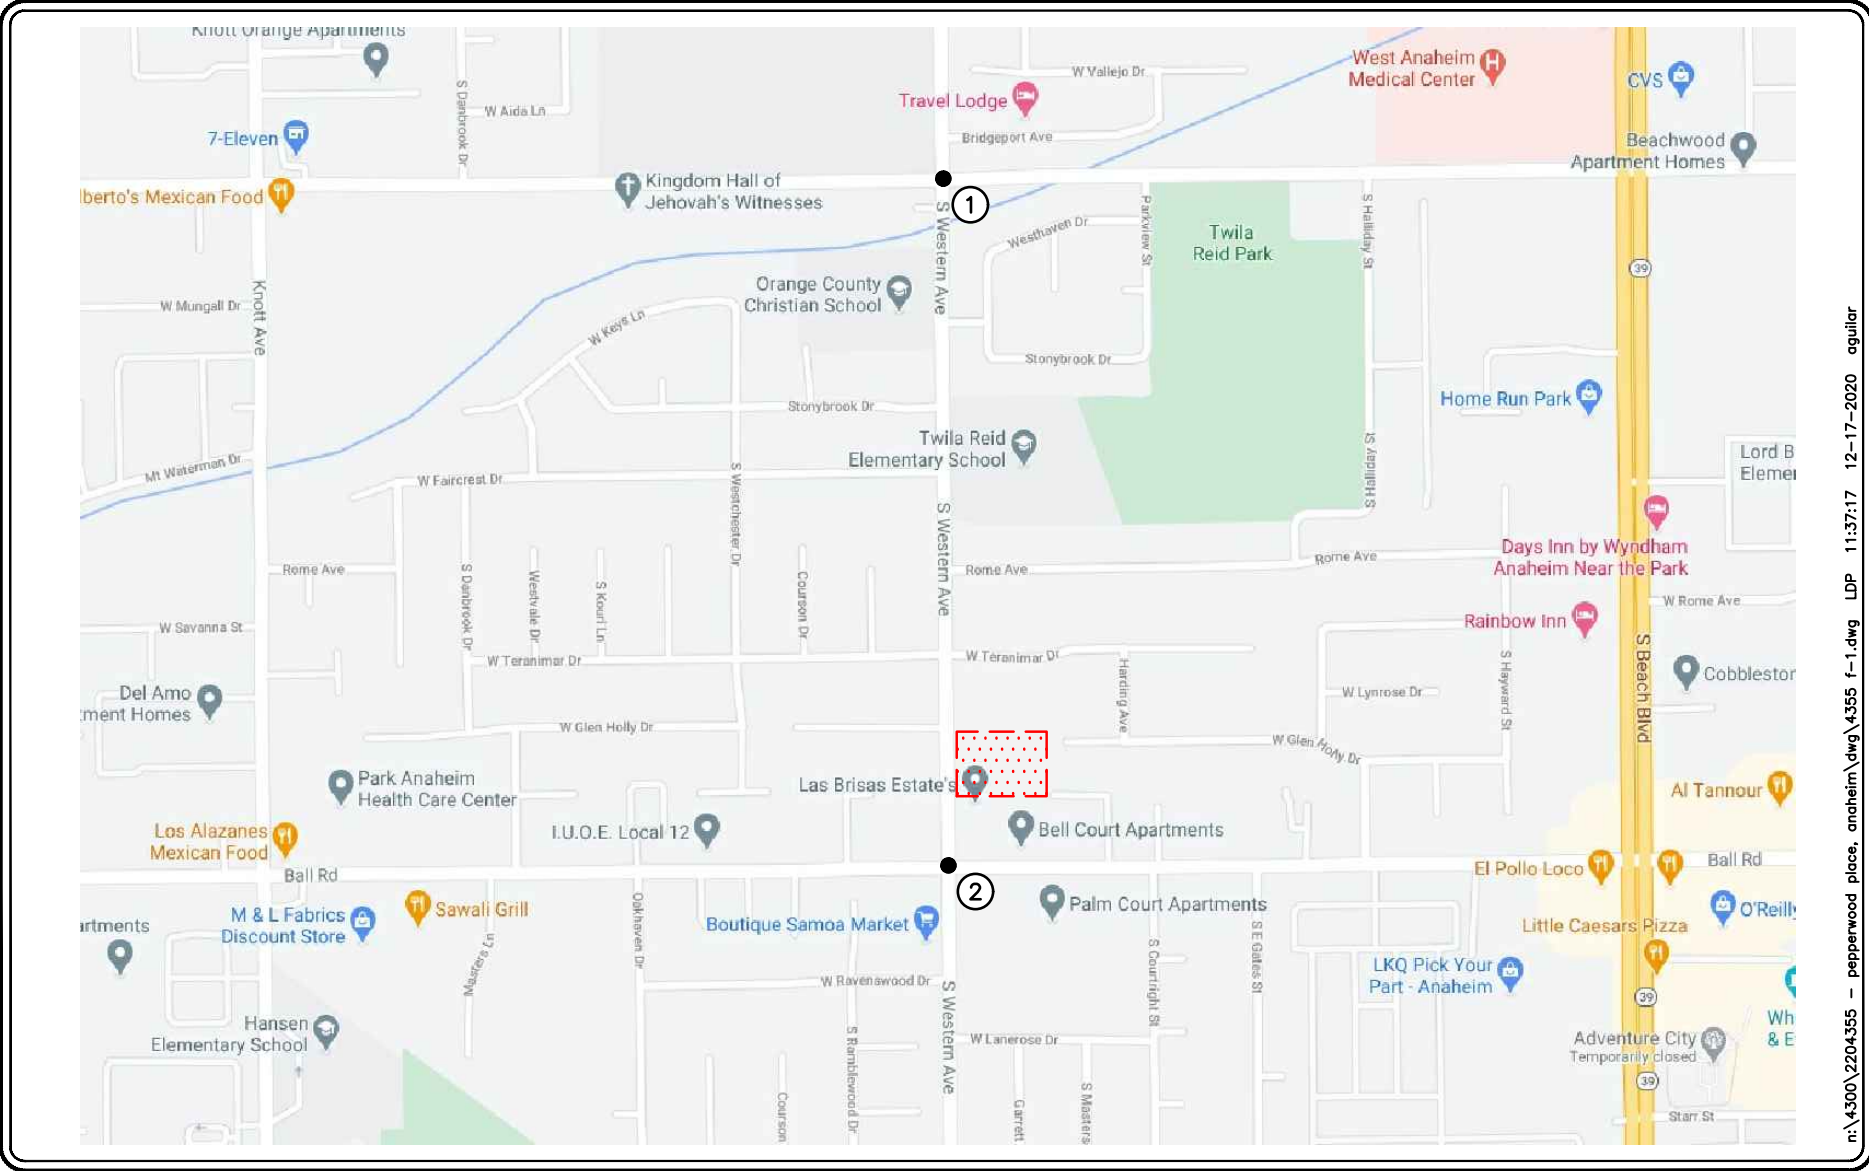 Knott Orange Apartments
W Vallejo Dr
West Anaheim
Medical Center
CVS
S Danbrook Dr
W Aida Ln
Travel Lodge
7-Eleven
Bridgeport Ave
Beachwood
Apartment Homes
lberto's Mexican Food
Kingdom Hall of
Jehovah's Witnesses
1
S Western Ave
Westhaven Dr
Parkview St
Twila
Reid Park
S Halliday St
39
Knott Ave
W Mungall Dr
Orange County
Christian School
W Keys Ln
Stonybrook Dr
Stonybrook Dr
Home Run Park
Twila Reid
Elementary School
S Halliday St
Lord B
Elemer
Mt Waterman Dr
W Faircrest Dr
S Westchester Dr
S Western Ave
Days Inn by Wyndham
Anaheim Near the Park
Rome Ave
Rome Ave
Rome Ave
W Rome Ave
S Danbrook Dr
Westvale Dr
S Kouri Ln
Courson Dr
W Savanna St
Rainbow Inn
W Teranimar Dr
W Teranimar Dr
Harding Ave
S Hayward St
S Beach Blvd
Cobblestor
Del Amo
tment Homes
W Lynrose Dr
W Glen Holly Dr
W Glen Holly Dr
Park Anaheim
Health Care Center
Las Brisas Estate's
Al Tannour
Los Alazanes
Mexican Food
I.U.O.E. Local 12
Bell Court Apartments
Ball Rd
El Pollo Loco
Ball Rd
2
artments
M & L Fabrics
Discount Store
Sawali Grill
Oakhaven Dr
Boutique Samoa Market
Palm Court Apartments
S Courtright St
S E Gates St
Little Caesars Pizza
O'Reilly
W Masters Ln
W Ravenswood Dr
LKQ Pick Your
Part - Anaheim
39
Hansen
Elementary School
S Ramblewood Dr
S Western Ave
W Lanerose Dr
Adventure City
Temporarily closed
Wh
& E
39
Courson
Garrett
S Masters
Starr St
n:\4300\2204355 - pepperwood place, anaheim\dwg\4355 f-1.dwg LDP 11:37:17 12-17-2020 aguilar